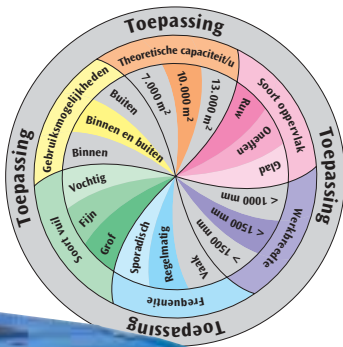 Toepassing
Toepassing
Toepassing
Toepassing
Theoretische capaciteit/u
7.000 m²
10.000 m²
13.000 m²
Soort oppervlak
Ruw
Oneffen
Glad
Werkbreedte
< 1000 mm
< 1500 mm
> 1500 mm
Frequentie
Vaak
Regelmatig
Sporadisch
Soort vuil
Grof
Fijn
Vochtig
Gebruiksmogelijkheden
Binnen
Binnen en buiten
Buiten